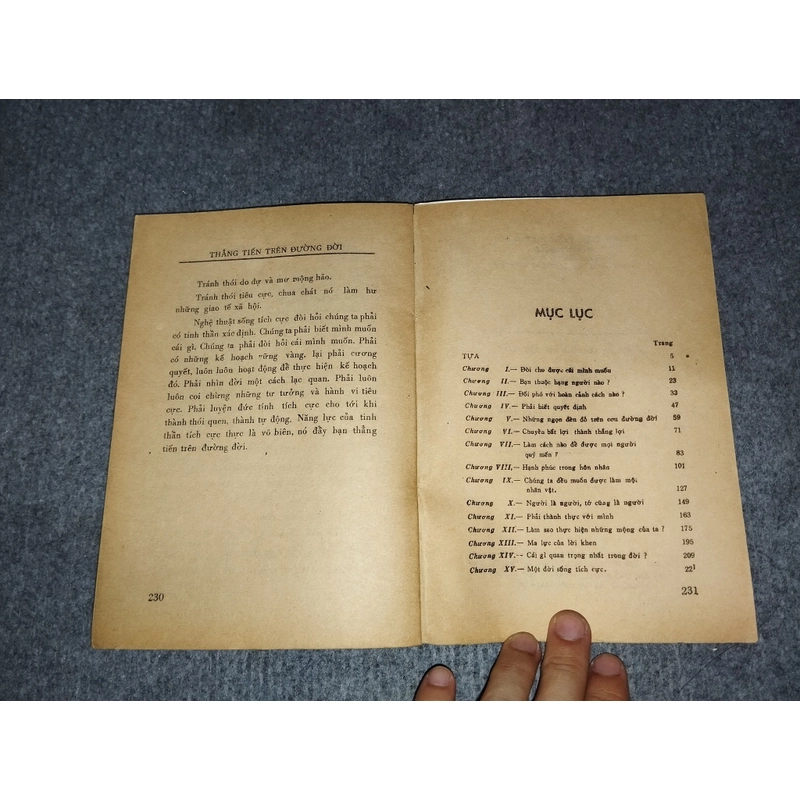 THẲNG TIẾN TRÊN ĐƯỜNG ĐỜI
Tránh thói do dự và mơ mộng hão.
Tránh thói tiêu cực, chua chát nó làm hư
những giao tế xã hội.
Nghệ thuật sống tích cực đòi hỏi chúng ta phải
có tinh thần xác định. Chúng ta phải biết mình muốn
cái gì. Chúng ta phải đòi hỏi cái mình muốn. Phải
có những kế hoạch vững vàng, lại phải cương
quyết, luôn luôn hoạt động để thực hiện kế hoạch
đó. Phải nhìn đời một cách lạc quan. Phải luôn
luôn coi chừng những tư tưởng và hành vi tiêu
cực. Phải luyện đức tính tích cực cho tới khi
thành thói quen, thành tự động. Năng lực của tinh
thần tích cực thực là vô biên, nó đẩy bạn thẳng
tiến trên đường đời.
230
MỤC LỤC
Trang
TỰA 5
Chương I.— Đòi cho được cái mình muốn 11
Chương II.— Bạn thuộc hạng người nào ? 23
Chương III.— Đối phó với hoàn cảnh cách nào ? 33
Chương IV.— Phải biết quyết định 47
Chương V.— Những ngọn đèn đỏ trên con đường đời 59
Chương VI.— Chuyển bất lợi thành thắng lợi 71
Chương VII.— Làm cách nào để được mọi người
quý mến ? 83
Chương VIII.— Hạnh phúc trong hôn nhân 101
Chương IX.— Chúng ta đều muốn được làm một
nhân vật. 127
Chương X.— Người là người, tớ cũng là người 149
Chương XI.— Phải thành thực với mình 163
Chương XII.— Làm sao thực hiện những mộng của ta ? 175
Chương XIII.— Ma lực của lời khen 195
Chương XIV.— Cái gì quan trọng nhất trong đời ? 209
Chương XV.— Một đời sống tích cực. 221
231